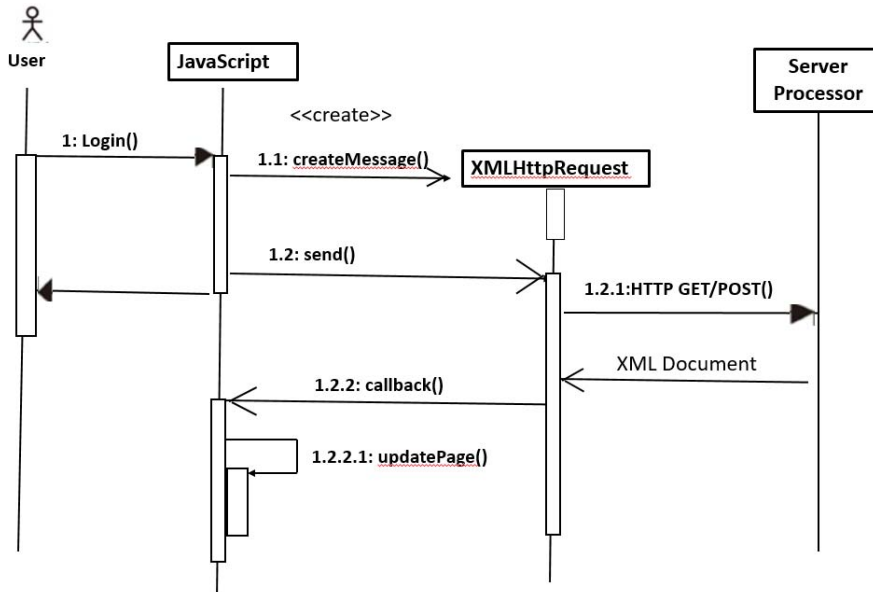 User
JavaScript
Server
Processor
<<create>>
1: Login()
1.1: createMessage()
XMLHttpRequest
1.2: send()
1.2.1:HTTP GET/POST()
XML Document
1.2.2: callback()
1.2.2.1: updatePage()